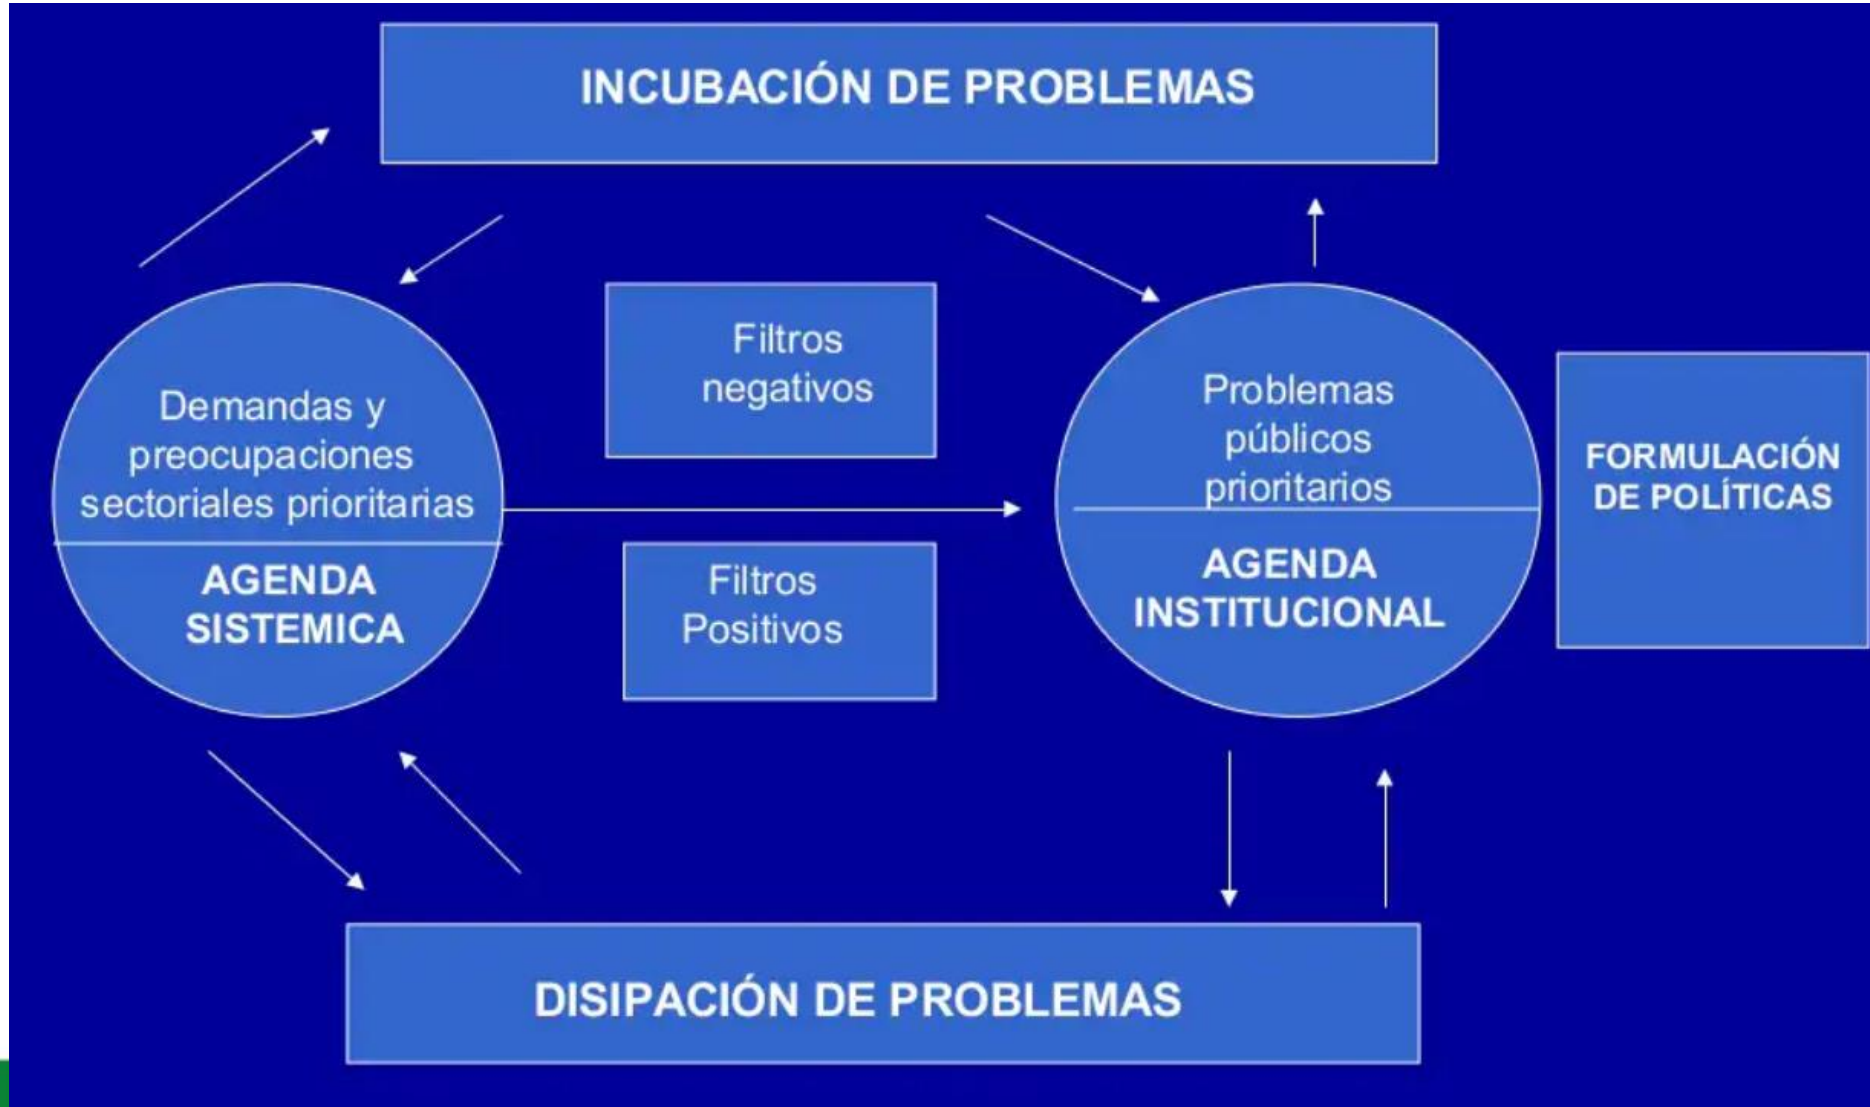 INCUBACIÓN DE PROBLEMAS
Filtros
negativos
Demandas y
preocupaciones
sectoriales prioritarias
AGENDA
SISTEMICA
Filtros
Positivos
Problemas
públicos
prioritarios
AGENDA
INSTITUCIONAL
FORMULACIÓN
DE POLÍTICAS
DISIPACIÓN DE PROBLEMAS